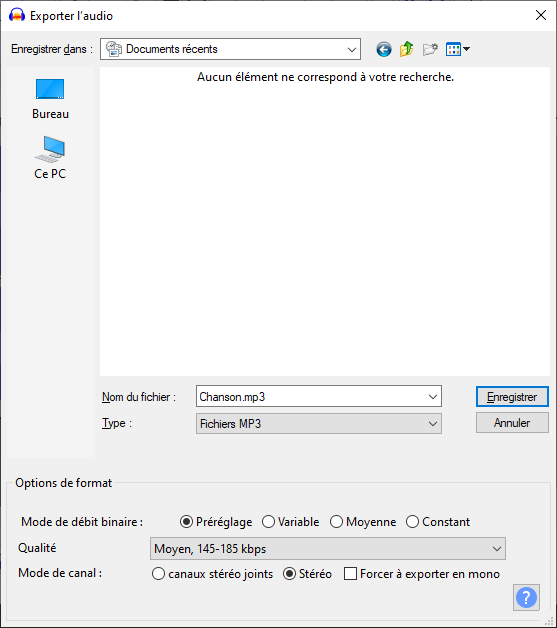 Exporter l'audio
Enregistrer dans : Documents récents
Aucun élément ne correspond à votre recherche.
Bureau
Ce PC
Nom du fichier : Chanson.mp3 Enregistrer
Type : Fichiers MP3 Annuler
Options de format
Mode de débit binaire : Préréglage Variable Moyenne Constant
Qualité Moyen, 145-185 kbps
Mode de canal : canaux stéréo joints Stéréo Forcer à exporter en mono
?